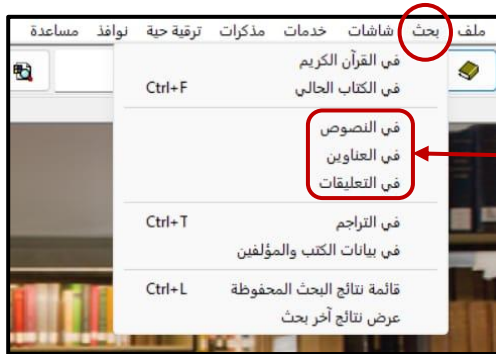 ملف بحث شاشات خدمات مذكرات ترقية حية نوافذ مساعدة
في القرآن الكريم
في الكتاب الحالي Ctrl+F
في النصوص
في العناوين
في التعليقات
في التراجم Ctrl+T
في بيانات الكتب والمؤلفين
قائمة نتائج البحث المحفوظة Ctrl+L
عرض نتائج آخر بحث